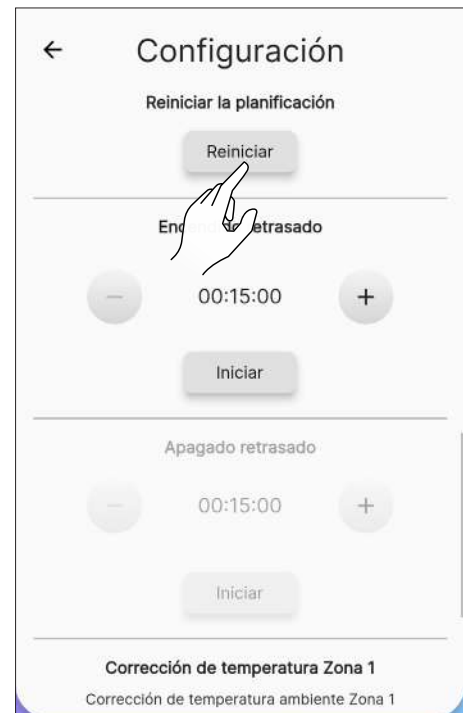 Configuración
Reiniciar la planificación
Reiniciar
retrasado
00:15:00
Iniciar
Apagado retrasado
00:15:00
Iniciar
Corrección de temperatura Zona 1
Corrección de temperatura ambiente Zona 1